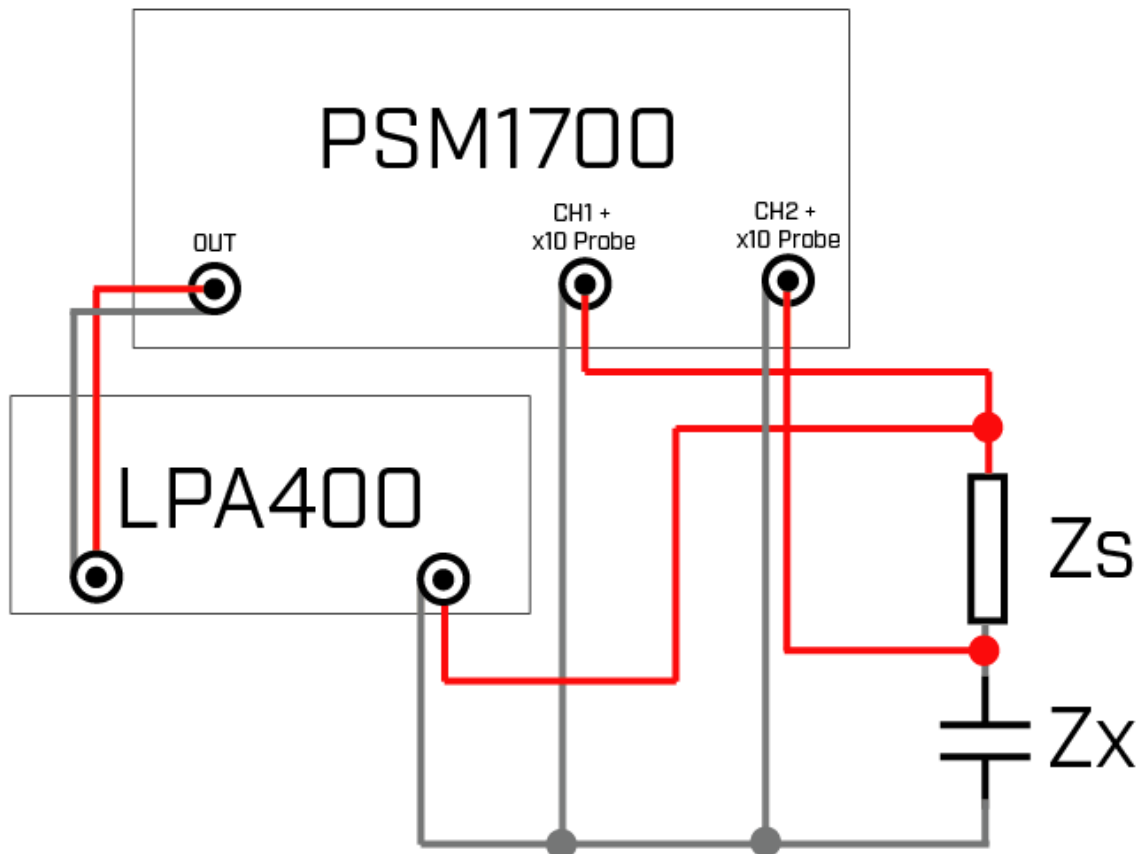 PSM1700
CH1 +
x10 Probe
CH2 +
x10 Probe
OUT
LPA400
Zs
Zx